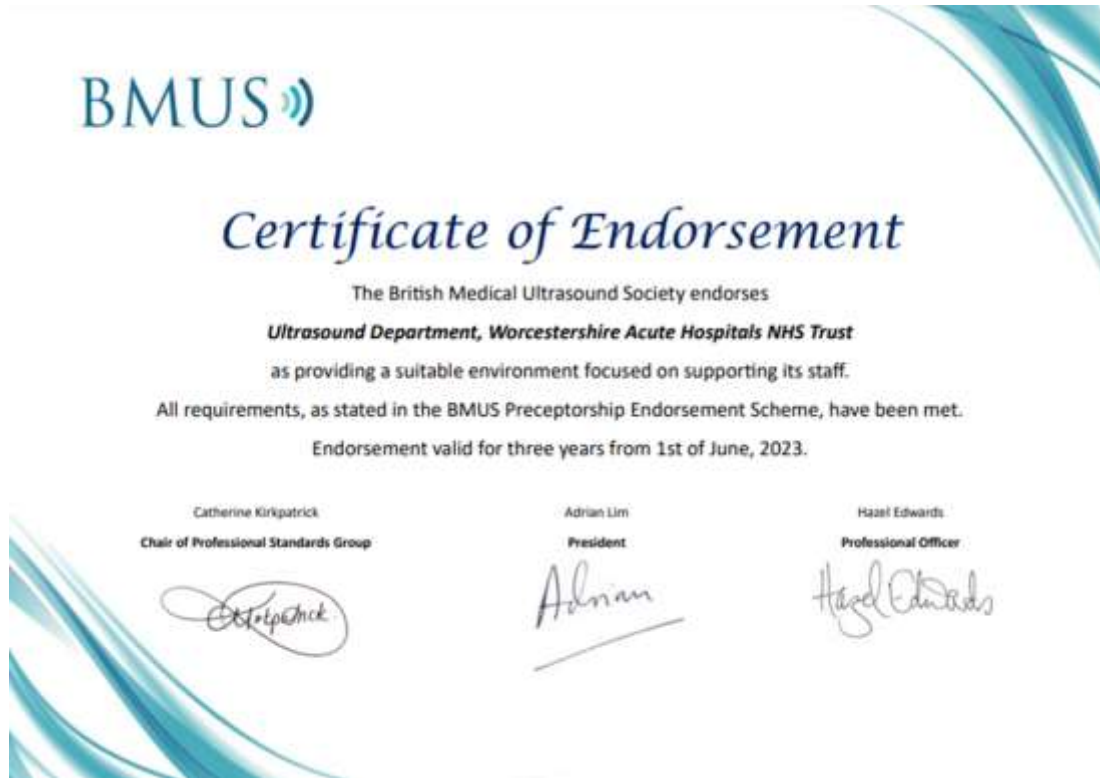 BMUS
Certificate of Endorsement
The British Medical Ultrasound Society endorses
Ultrasound Department, Worcestershire Acute Hospitals NHS Trust
as providing a suitable environment focused on supporting its staff.
All requirements, as stated in the BMUS Preceptorship Endorsement Scheme, have been met.
Endorsement valid for three years from 1st of June, 2023.
Catherine Kirkpatrick
Chair of Professional Standards Group
Adrian Lim
President
Hazel Edwards
Professional Officer
Adrian
Hazel Edwards